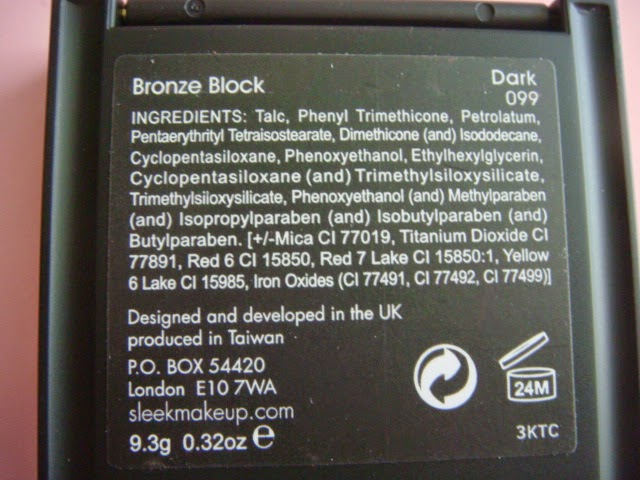 Bronze Block Dark
099
INGREDIENTS: Talc, Phenyl Trimethicone, Petrolatum,
Pentaerythrityl Tetraisostearate, Dimethicone (and) Isododecane,
Cyclopentasiloxane, Phenoxyethanol, Ethylhexylglycerin,
Cyclopentasiloxane (and) Trimethylsiloxysilicate,
Trimethylsiioxysilicate, Phenoxyethanol (and) Methylparaben
(and) Isopropylparaben (and) Isobutylparaben (and)
Butylparaben. [+/-Mica CI 77019, Titanium Dioxide CI
77891, Red 6 CI 15850, Red 7 Lake CI 15850:1, Yellow
6 Lake CI 15985, Iron Oxides (CI 77491, CI 77492, CI 77499)]
Designed and developed in the UK
produced in Taiwan
P.O. BOX 54420
London E10 7WA
sleekmakeup.com
9.3g 0.32oz e
24M
3KTC